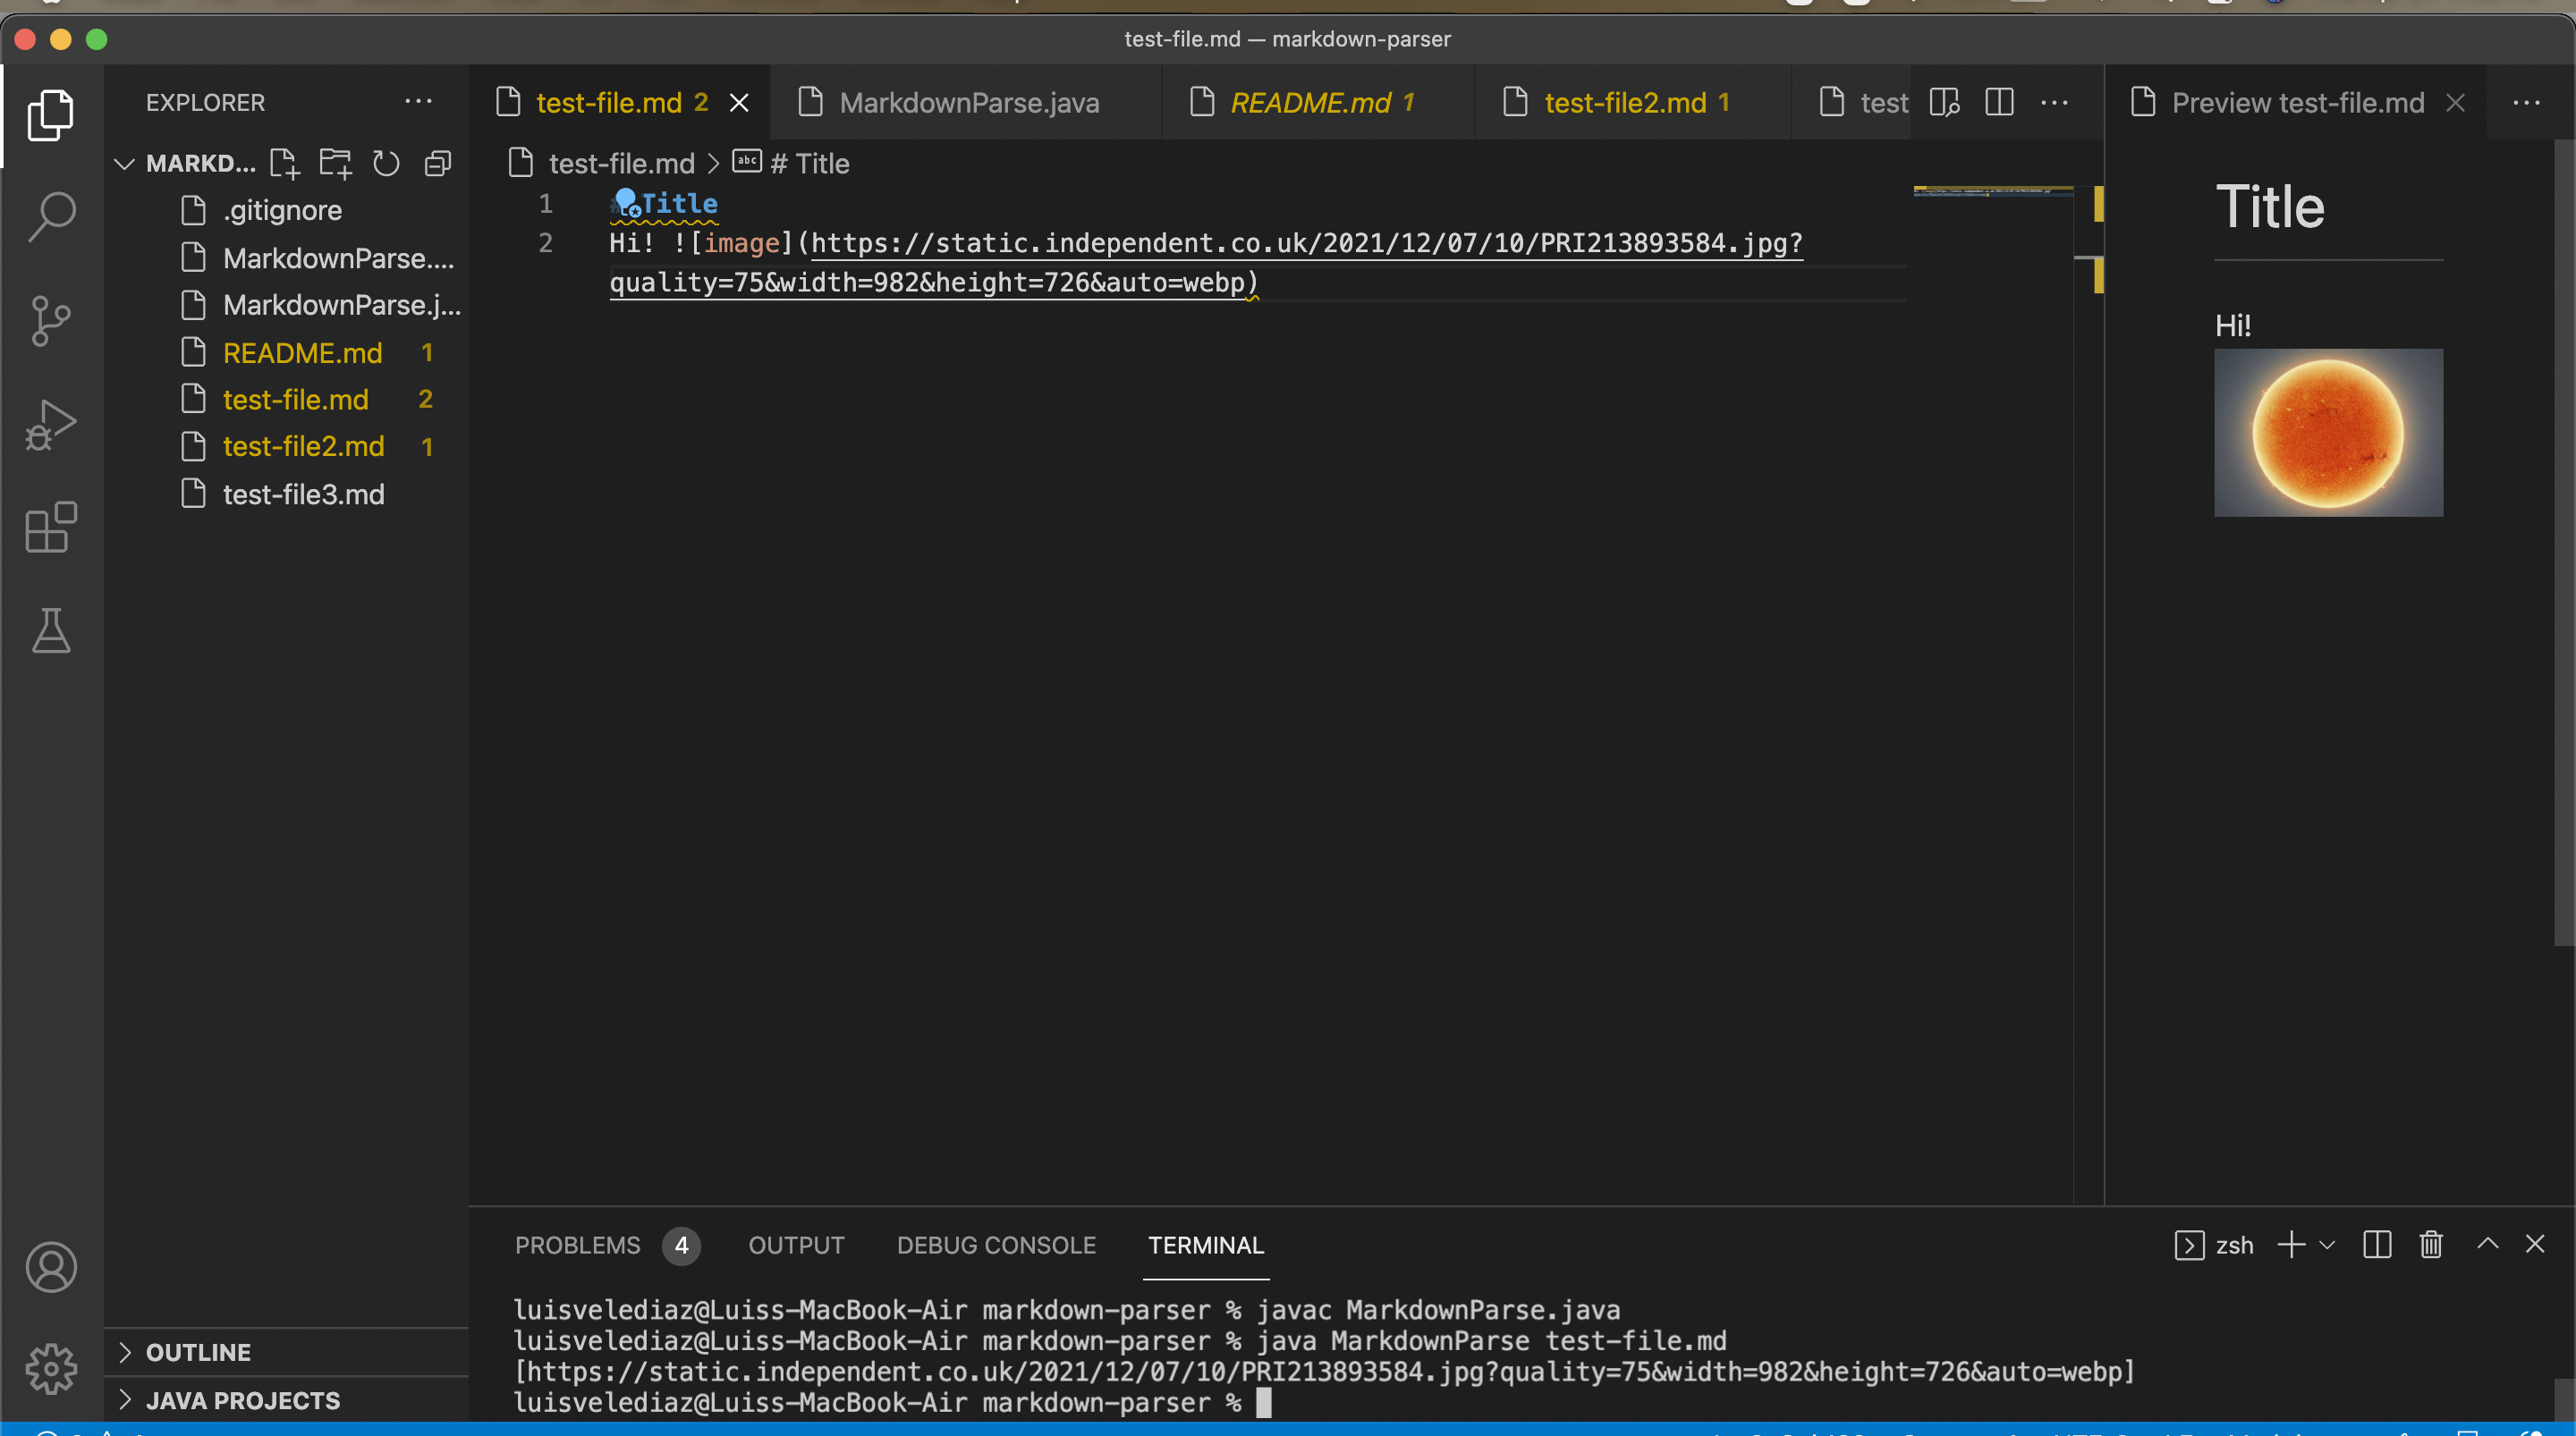 test-file.md — markdown-parser
EXPLORER
MARKD...
.gitignore
MarkdownParse....
MarkdownParse.j...
README.md 1
test-file.md 2
test-file2.md 1
test-file3.md
OUTLINE
JAVA PROJECTS
test-file.md 2
MarkdownParse.java
README.md 1
test-file2.md 1
test
test-file.md > abc # Title
1 # Title
2 Hi! ![image](https://static.independent.co.uk/2021/12/07/10/PRI213893584.jpg?
quality=75&width=982&height=726&auto=webp)
Preview test-file.md
Title
Hi!
PROBLEMS 4 OUTPUT DEBUG CONSOLE TERMINAL
zsh
luisvelediaz@Luiss-MacBook-Air markdown-parser % javac MarkdownParse.java
luisvelediaz@Luiss-MacBook-Air markdown-parser % java MarkdownParse test-file.md
[https://static.independent.co.uk/2021/12/07/10/PRI213893584.jpg?quality=75&width=982&height=726&auto=webp]
luisvelediaz@Luiss-MacBook-Air markdown-parser %